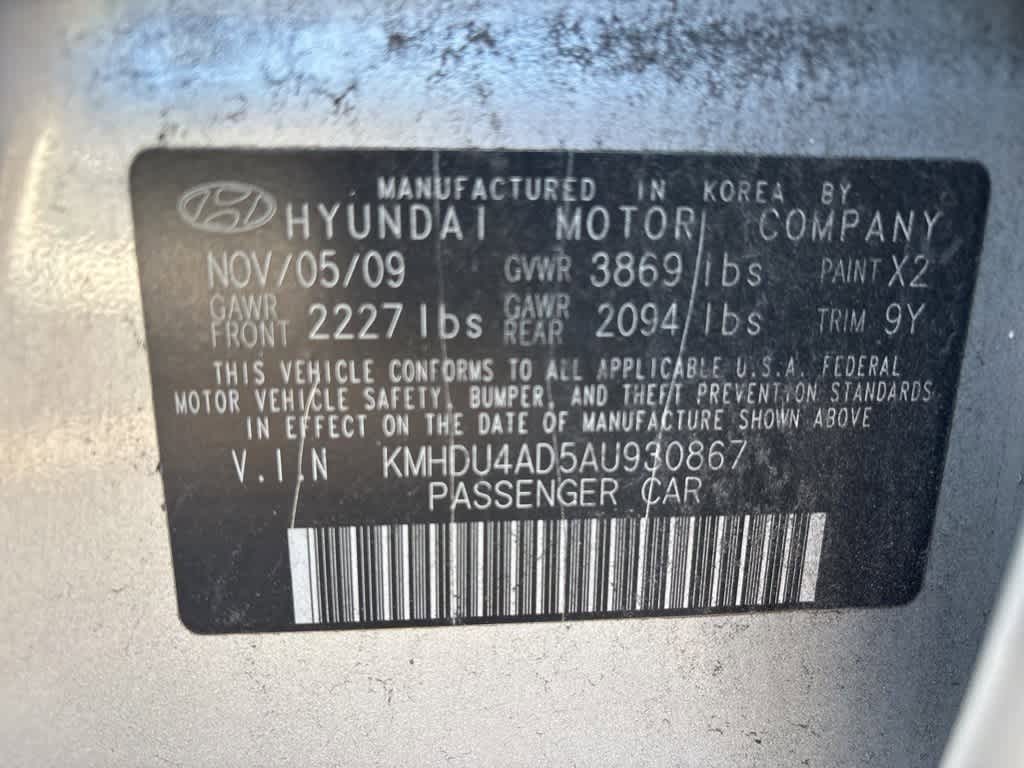 MANUFACTURED IN KOREA BY
HYUNDAI MOTOR COMPANY
NOV/05/09 GVWR 3869 lbs PAINT X2
GAWR FRONT 2227 lbs GAWR REAR 2094 lbs TRIM 9Y
THIS VEHICLE CONFORMS TO ALL APPLICABLE U.S.A. FEDERAL
MOTOR VEHICLE SAFETY, BUMPER, AND THEFT PREVENTION STANDARDS
IN EFFECT ON THE DATE OF MANUFACTURE SHOWN ABOVE
V.I.N KMHDU4AD5AU930867
PASSENGER CAR